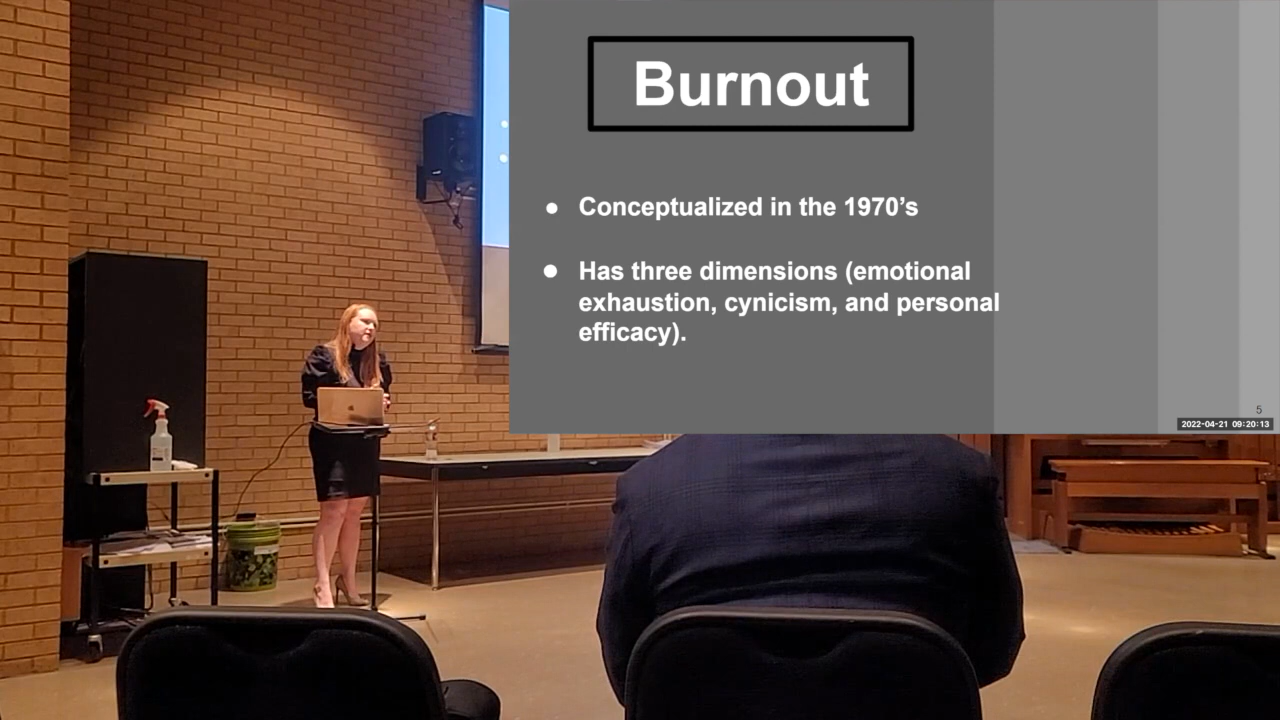 Burnout
● Conceptualized in the 1970’s
● Has three dimensions (emotional
exhaustion, cynicism, and personal
efficacy).
5
2022-04-21 09:20:13